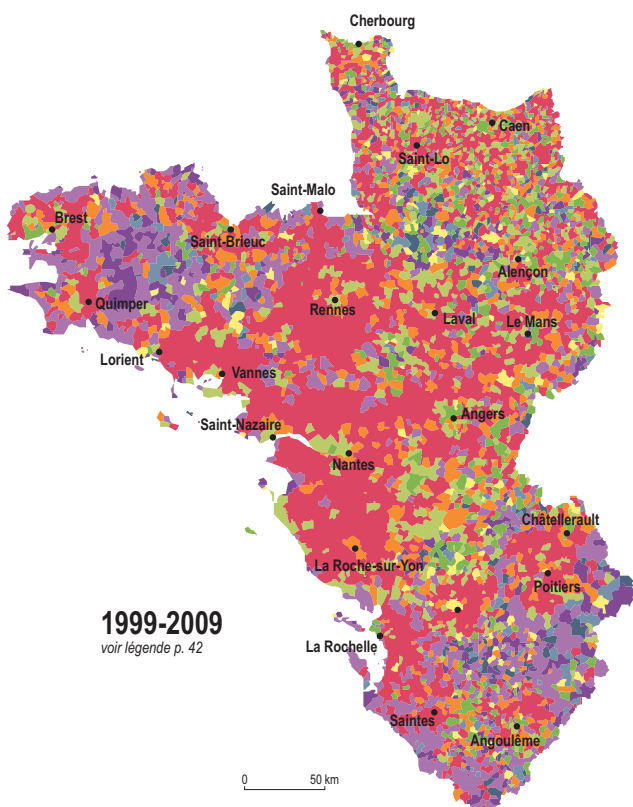 Cherbourg
Caen
Saint-Lo
Saint-Malo
Brest
Saint-Brieuc
Alençon
Quimper
Rennes
Laval
Le Mans
Lorient
Vannes
Angers
Saint-Nazaire
Nantes
Châtellerault
La Roche-sur-Yon
Poitiers
1999-2009
voir légende p. 42
La Rochelle
Saintes
Angoulême
0 50 km